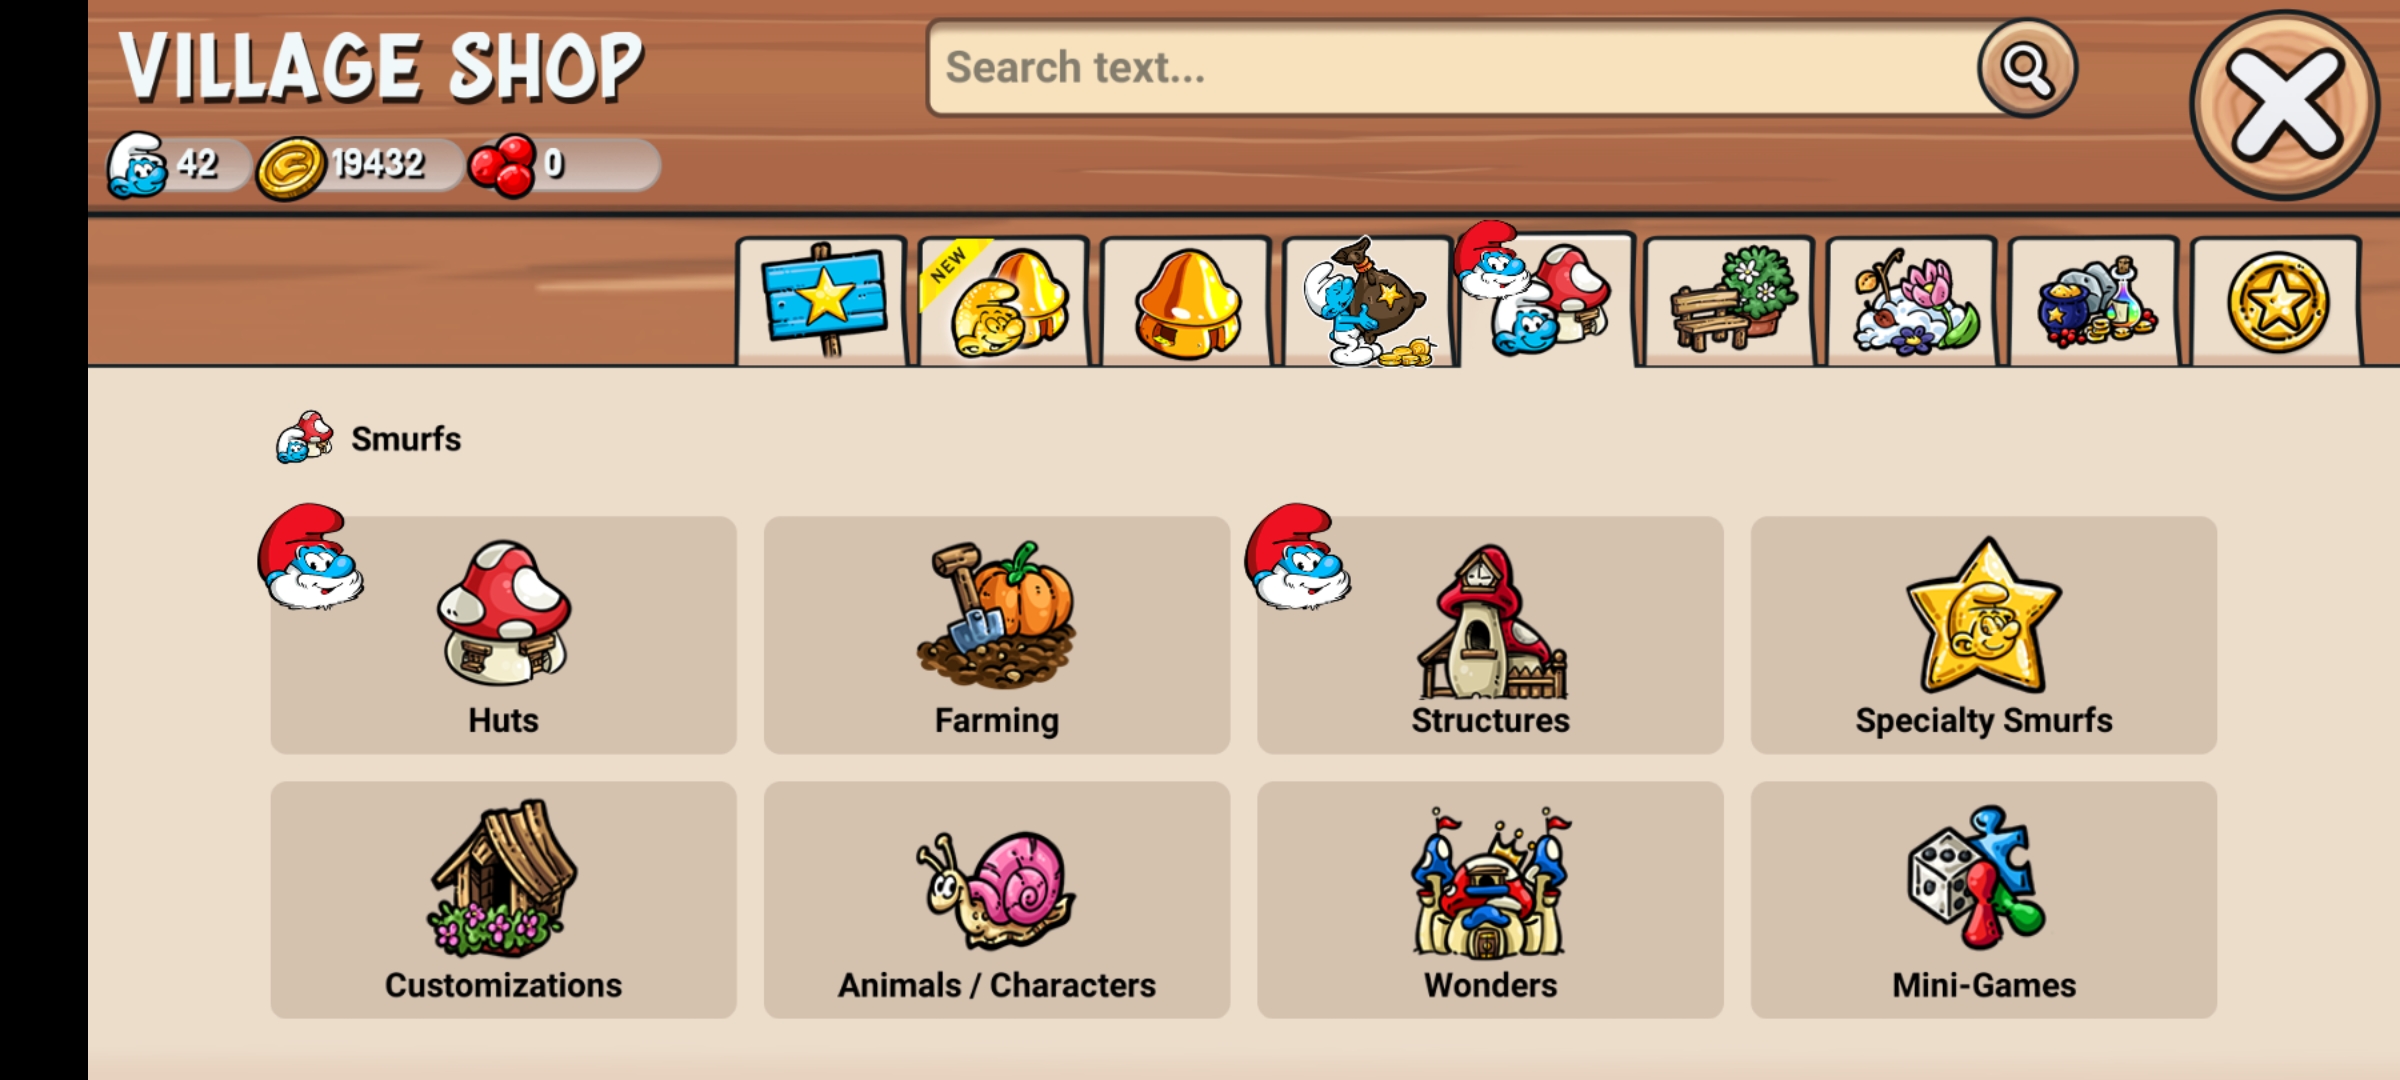 VILLAGE SHOP
Search text...
42 19432 0
NEW
Smurfs
Huts Farming Structures Specialty Smurfs
Customizations Animals / Characters Wonders Mini-Games